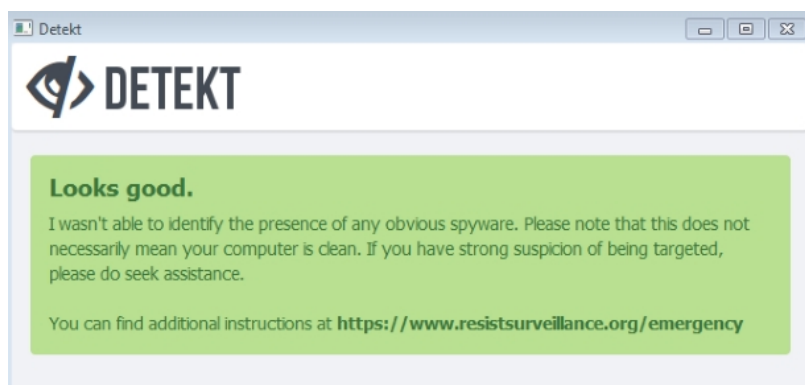 Detekt
DETEKT
Looks good.
I wasn't able to identify the presence of any obvious spyware. Please note that this does not
necessarily mean your computer is clean. If you have strong suspicion of being targeted,
please do seek assistance.
You can find additional instructions at https://www.resistsurveillance.org/emergency